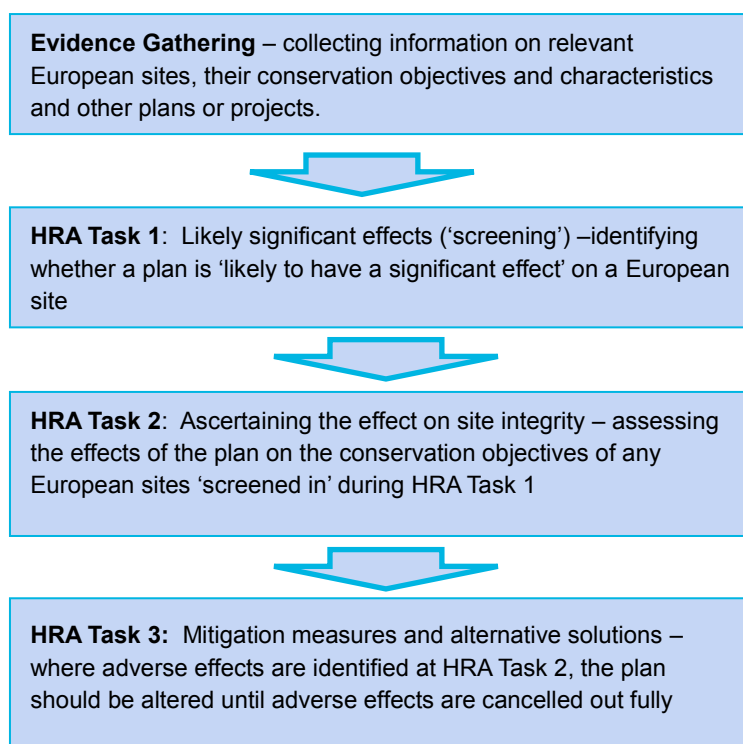 Evidence Gathering – collecting information on relevant
European sites, their conservation objectives and characteristics
and other plans or projects.
HRA Task 1:  Likely significant effects (‘screening’) –identifying
whether a plan is ‘likely to have a significant effect’ on a European
site
HRA Task 2:  Ascertaining the effect on site integrity – assessing
the effects of the plan on the conservation objectives of any
European sites ‘screened in’ during HRA Task 1
HRA Task 3:  Mitigation measures and alternative solutions –
where adverse effects are identified at HRA Task 2, the plan
should be altered until adverse effects are cancelled out fully